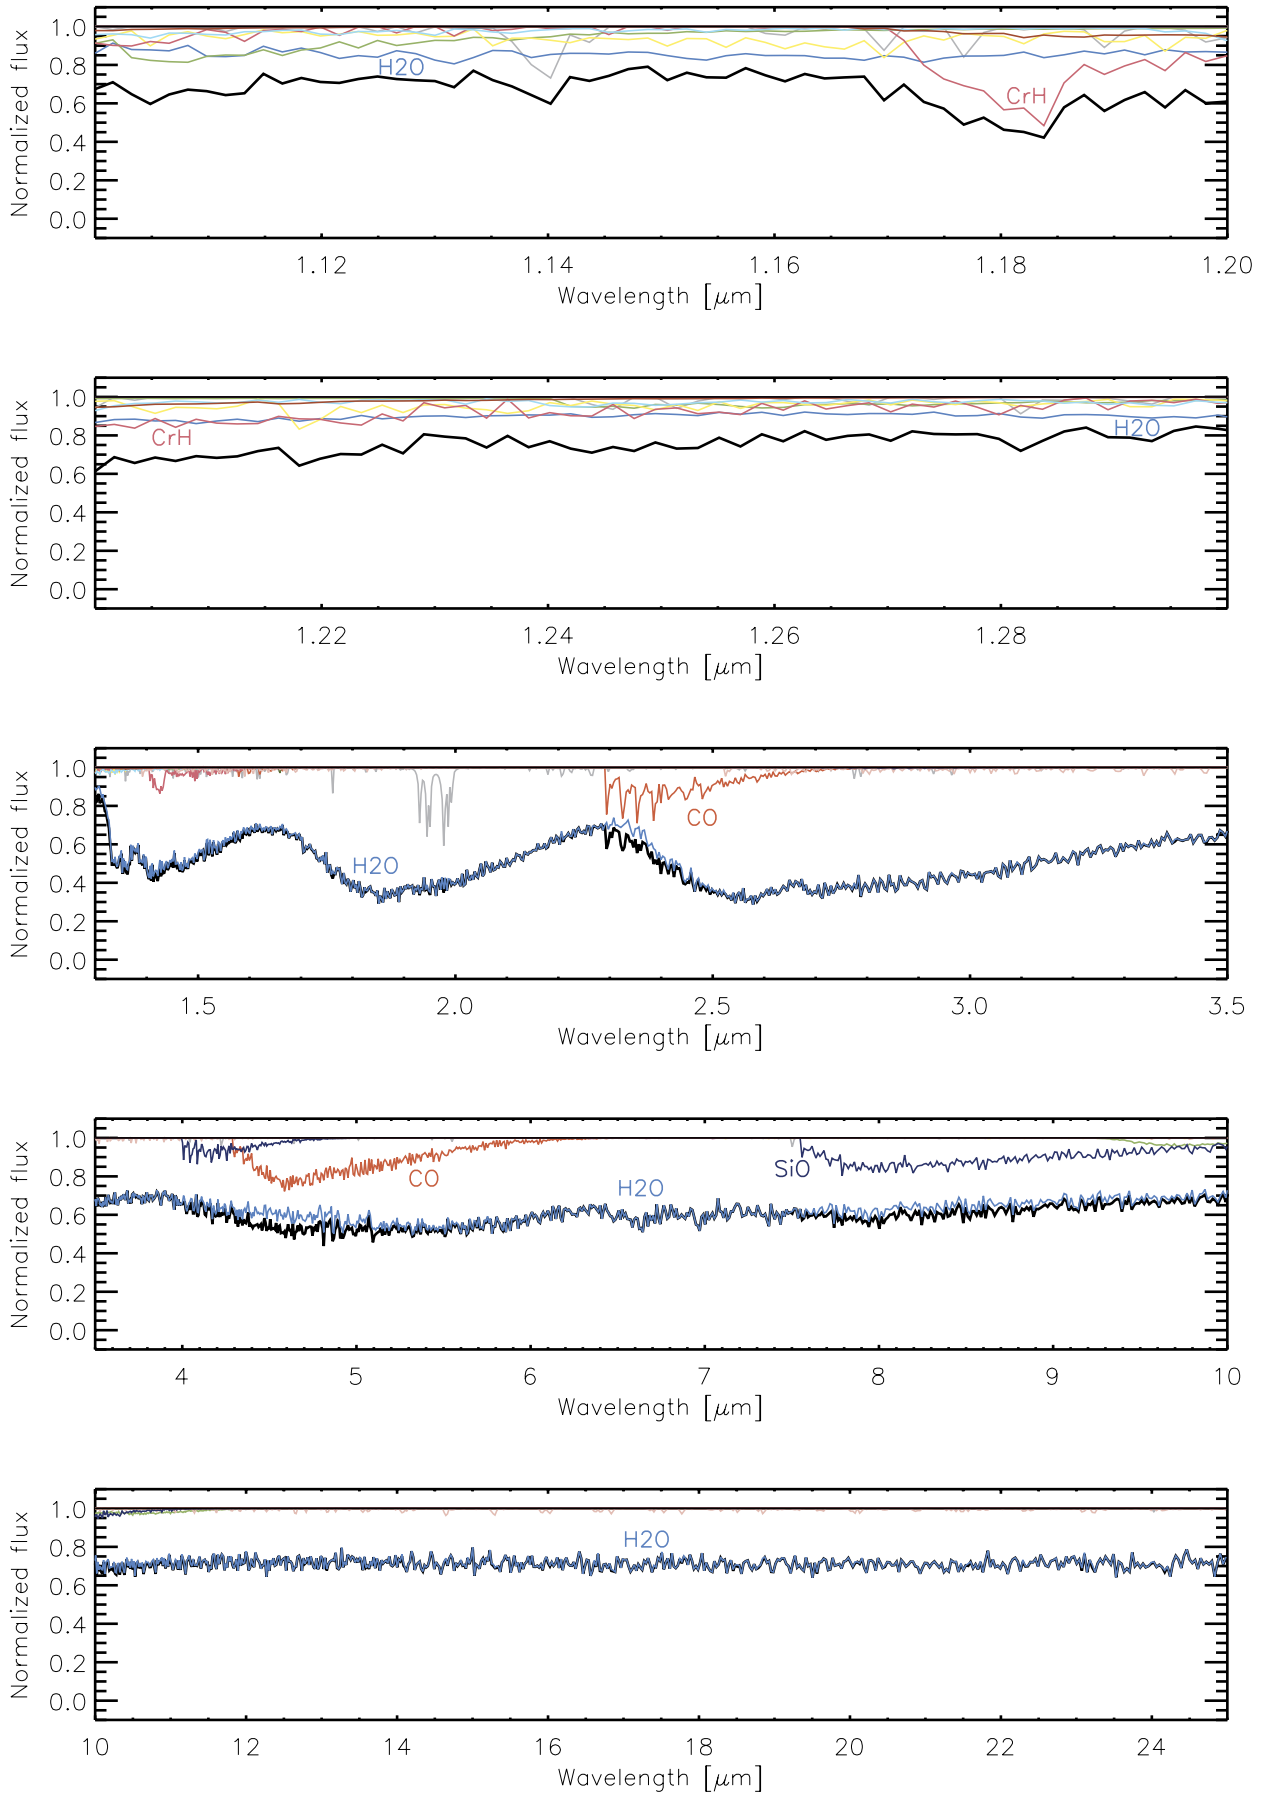 Normalized flux
1.0
0.8
0.6
0.4
0.2
0.0
H2O
CrH
1.12 1.14 1.16 1.18 1.20
Wavelength [μm]
Normalized flux
1.0
0.8
0.6
0.4
0.2
0.0
CrH
H2O
1.22 1.24 1.26 1.28
Wavelength [μm]
Normalized flux
1.0
0.8
0.6
0.4
0.2
0.0
CO
H2O
1.5 2.0 2.5 3.0 3.5
Wavelength [μm]
Normalized flux
1.0
0.8
0.6
0.4
0.2
0.0
CO
SiO
H2O
4 5 6 7 8 9 10
Wavelength [μm]
Normalized flux
1.0
0.8
0.6
0.4
0.2
0.0
H2O
10 12 14 16 18 20 22 24
Wavelength [μm]